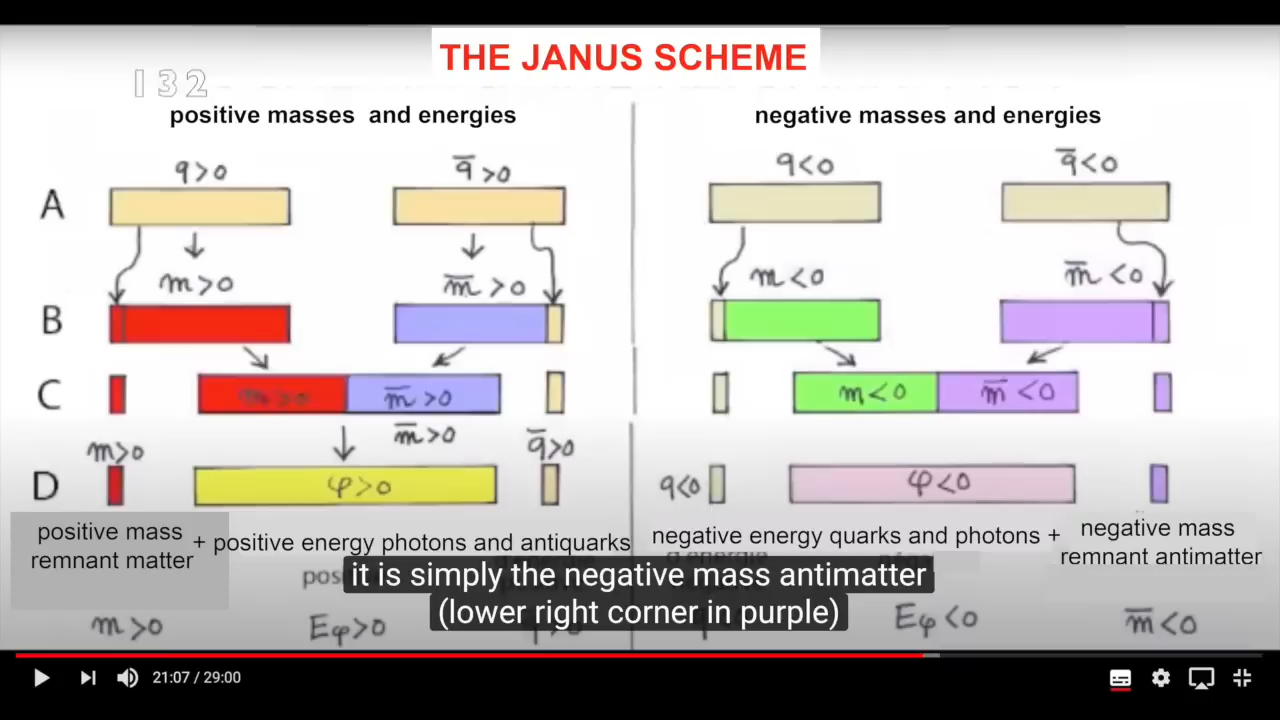 THE JANUS SCHEME
132
positive masses and energies
negative masses and energies
q>0
q̅>0
q<0
q̅<0
A
m>0
m̅>0
m<0
m̅<0
B
C
m>0
m̅>0
m<0
m̅<0
m̅>0
m>0
q̅>0
D
φ>0
q<0
φ<0
positive mass
remnant matter
+ positive energy photons and antiquarks
negative energy quarks and photons +
negative mass
remnant antimatter
it is simply the negative mass antimatter
(lower right corner in purple)
m>0
Eφ>0
Eφ<0
m̅<0
21:07 / 29:00